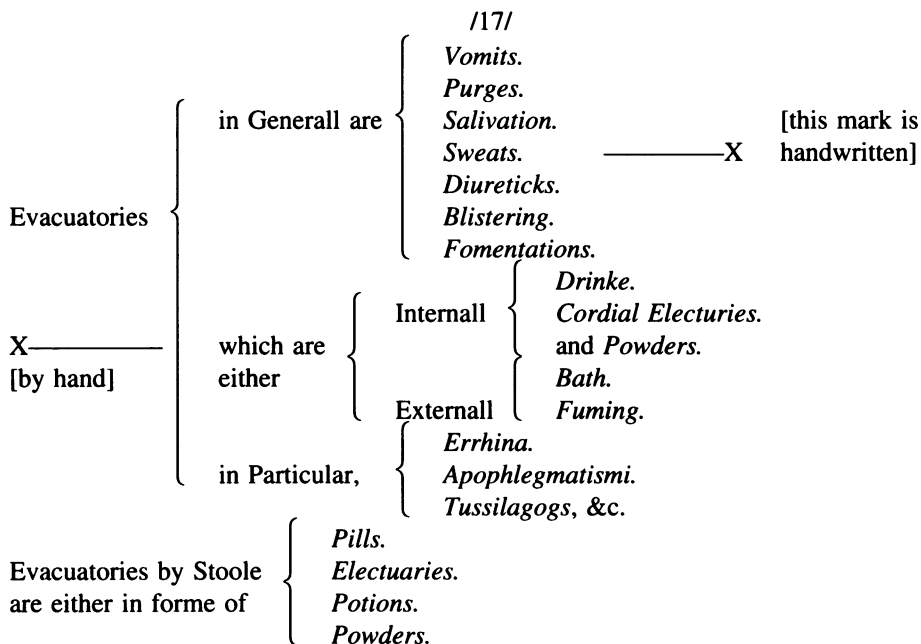 /17/
Vomits.
Purges.
in Generall are
Salivation.
[this mark is
Sweats.
X
handwritten]
Diureticks.
Evacuatories
Blistering.
Fomentations.
Drinke.
Internall
Cordial Electuries.
X
which are
and Powders.
[by hand]
either
Bath.
Externall
Fuming.
Errhina.
in Particular,
Apophlegmatismi.
Tussilagogs, &c.
Pills.
Evacuatories by Stoole
Electuaries.
are either in forme of
Potions.
Powders.